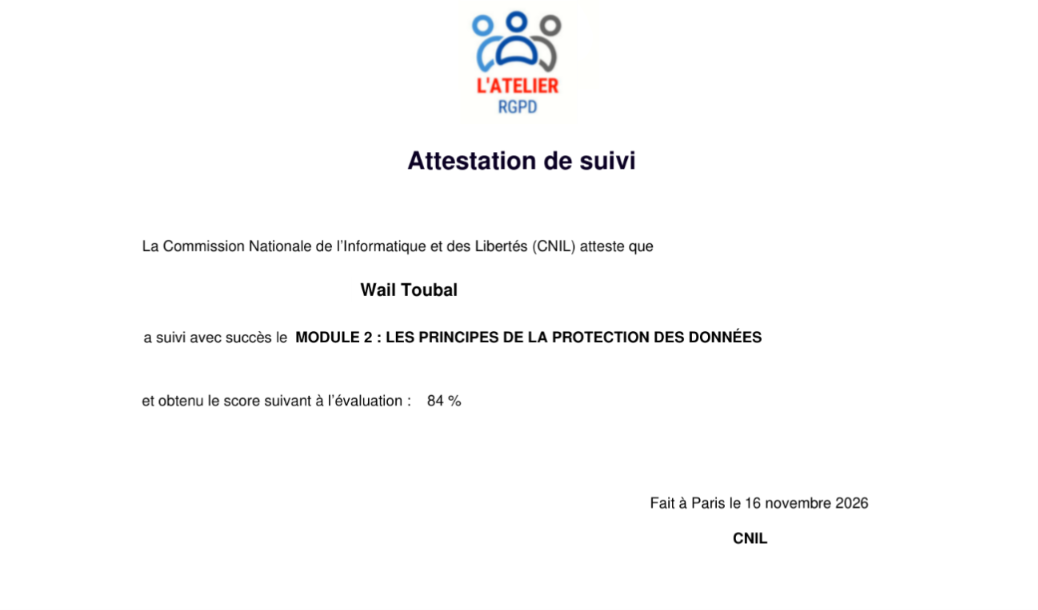 L'ATELIER
RGPD
Attestation de suivi
La Commission Nationale de l'Informatique et des Libertés (CNIL) atteste que
Wail Toubal
a suivi avec succès le MODULE 2 : LES PRINCIPES DE LA PROTECTION DES DONNÉES
et obtenu le score suivant à l'évaluation : 84 %
Fait à Paris le 16 novembre 2026
CNIL